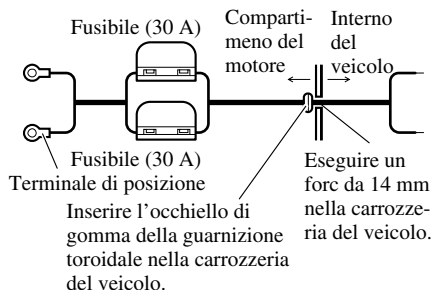 Fusibile (30 A)
Comparti-
meno del
motore
Interno
del
veicolo
Fusibile (30 A)
Terminale di posizione
Inserire l’occhiello di
gomma della guarnizione
toroidale nella carrozzeria
del veicolo.
Eseguire un
forc da 14 mm
nella carrozze-
ria del veicolo.